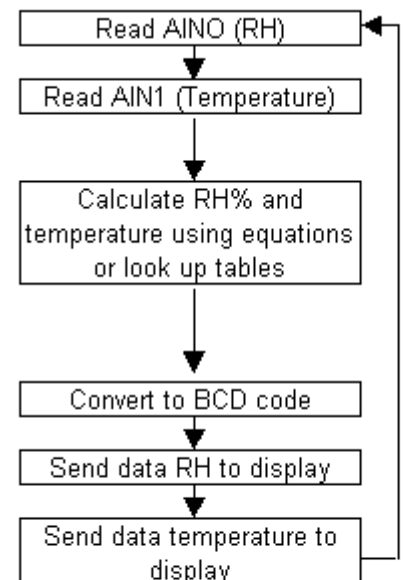 Read AINO (RH)
Read AIN1 (Temperature)
Calculate RH% and
temperature using equations
or look up tables
Convert to BCD code
Send data RH to display
Send data temperature to
display